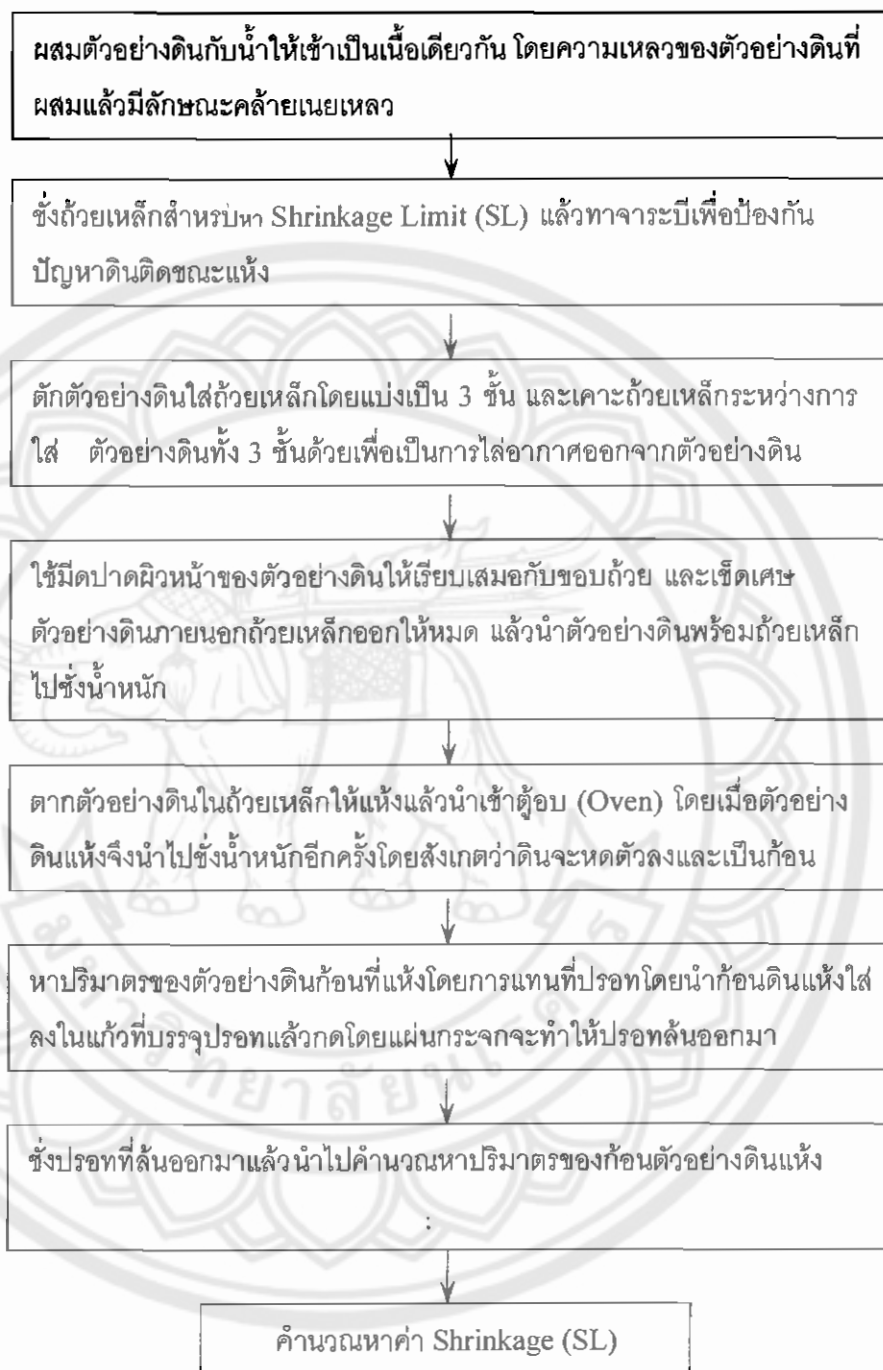 ผสมตัวอย่างดินกับน้ำให้เข้าเป็นเนื้อเดียวกัน โดยความเหลวของตัวอย่างดินที่
ผสมแล้วมีลักษณะคล้ายเนยเหลว
ชั่งถ้วยเหล็กสำหรับหา Shrinkage Limit (SL) แล้วทาจาระบีเพื่อป้องกัน
ปัญหาดินติดขณะแห้ง
ตักตัวอย่างดินใส่ถ้วยเหล็กโดยแบ่งเป็น 3 ชั้น และเคาะถ้วยเหล็กระหว่างการ
ใส่ ตัวอย่างดินทั้ง 3 ชั้นด้วยเพื่อเป็นการไล่อากาศออกจากตัวอย่างดิน
ใช้มีดปาดผิวหน้าของตัวอย่างดินให้เรียบเสมอกับขอบถ้วย และเช็ดเศษ
ตัวอย่างดินภายนอกถ้วยเหล็กออกให้หมด แล้วนำตัวอย่างดินพร้อมถ้วยเหล็ก
ไปชั่งน้ำหนัก
ตากตัวอย่างดินในถ้วยเหล็กให้แห้งแล้วนำเข้าตู้อบ (Oven) โดยเมื่อตัวอย่าง
ดินแห้งจึงนำไปชั่งน้ำหนักอีกครั้งโดยสังเกตว่าดินจะหดตัวลงและเป็นก้อน
หาปริมาตรของตัวอย่างดินก้อนที่แห้งโดยการแทนที่ปรอทโดยนำก้อนดินแห้งใส่
ลงในแก้วที่บรรจุปรอทแล้วกดโดยแผ่นกระจกจะทำให้ปรอทล้นออกมา
ชั่งปรอทที่ล้นออกมาแล้วนำไปคำนวณหาปริมาตรของก้อนตัวอย่างดินแห้ง
:
คำนวณหาค่า Shrinkage (SL)
มหาวิทยาลัยนเรศวร